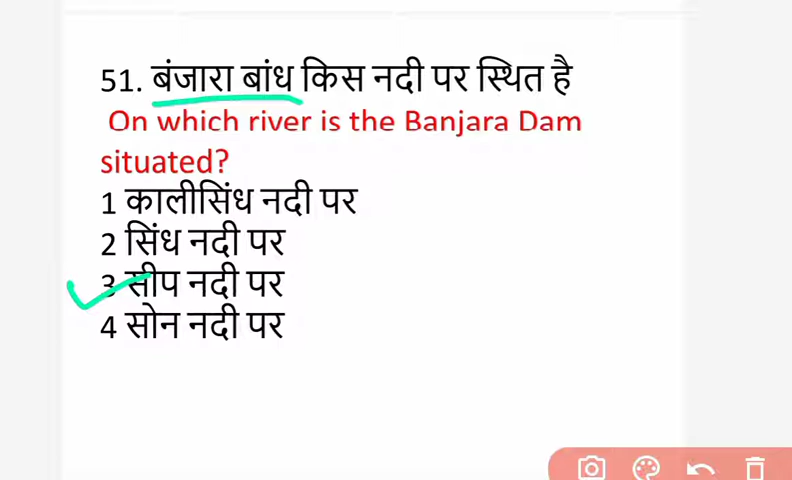 51. बंजारा बांध किस नदी पर स्थित है
On which river is the Banjara Dam
situated?
1 कालीसिंध नदी पर
2 सिंध नदी पर
3 सीप नदी पर
4 सोन नदी पर